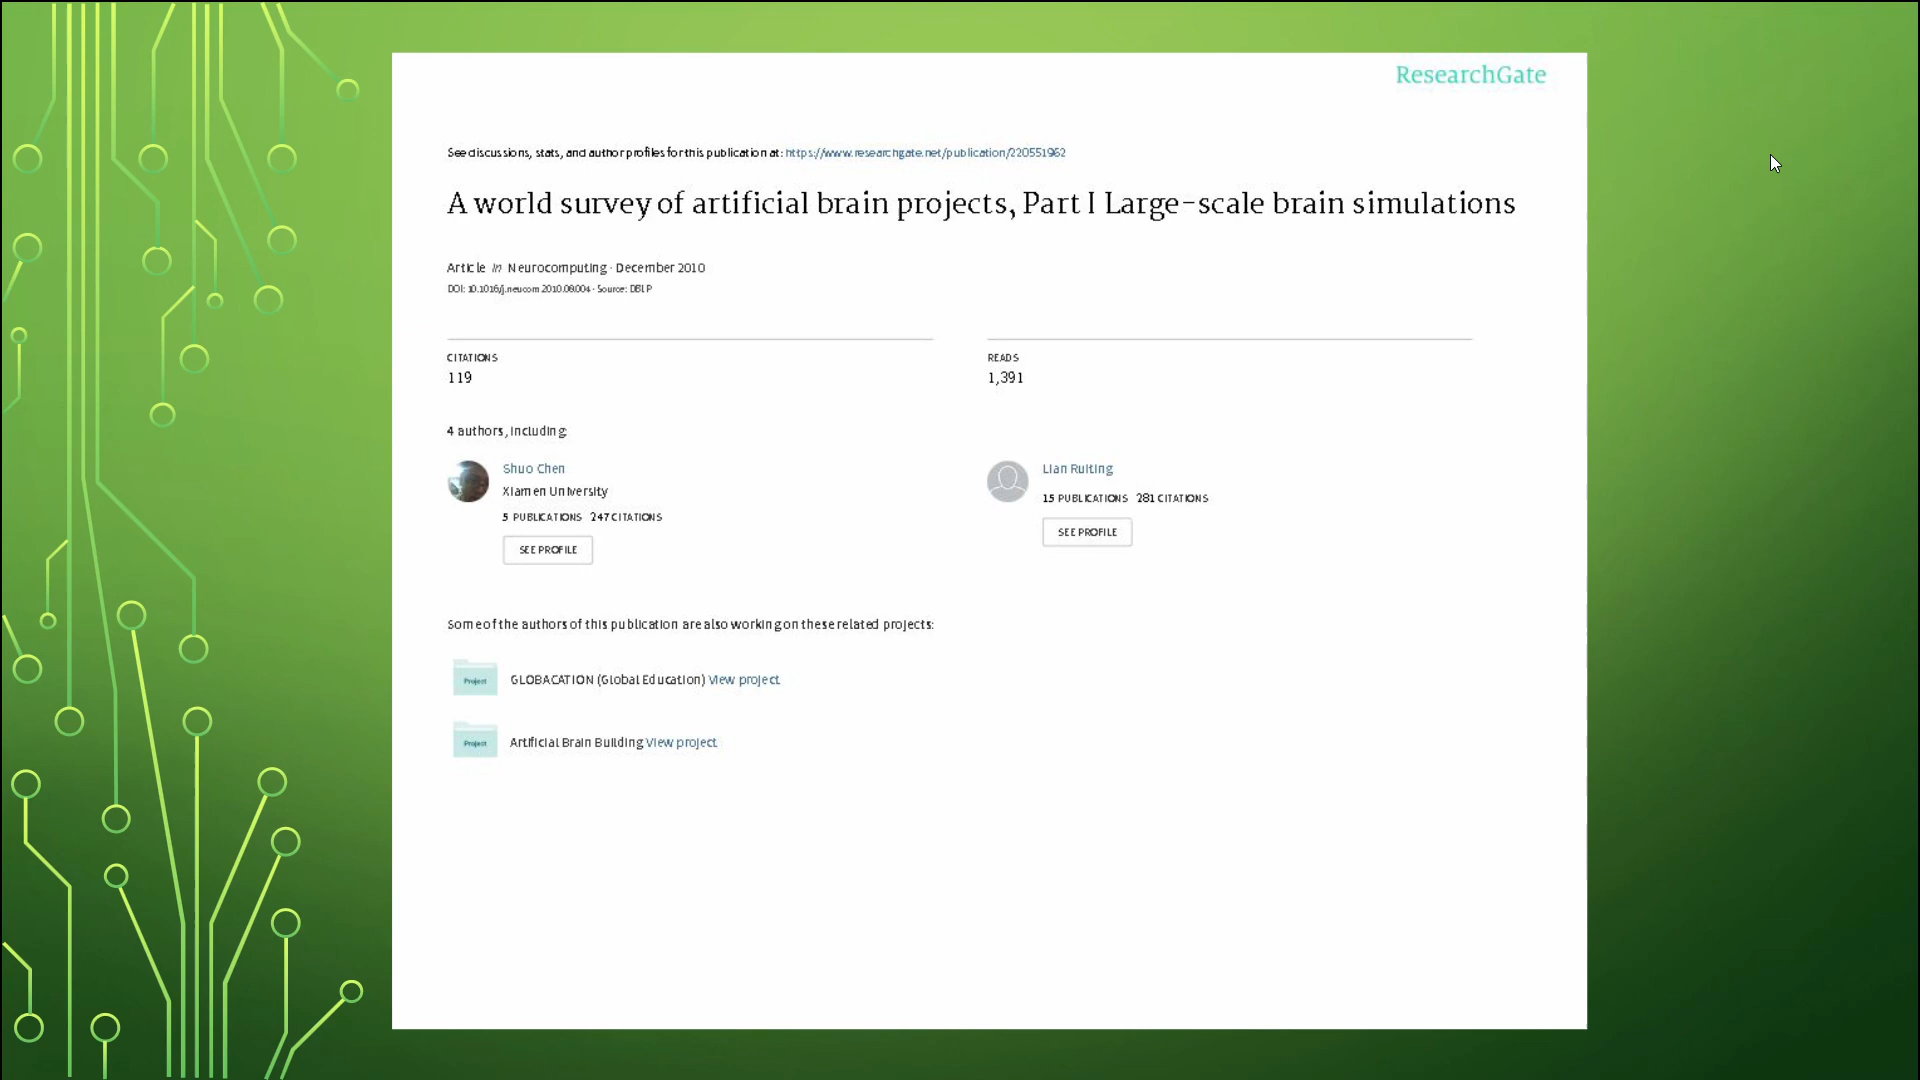 ResearchGate
See discussions, stats, and author profiles for this publication at: https://www.researchgate.net/publication/220551962
A world survey of artificial brain projects, Part I Large-scale brain simulations
Article in Neurocomputing · December 2010
DOI: 10.1016/j.neucom.2010.08.004 · Source: DBLP
CITATIONS
119
READS
1,391
4 authors, including:
Shuo Chen
Xiamen University
5 PUBLICATIONS 247 CITATIONS
SEE PROFILE
Lian Ruiting
15 PUBLICATIONS 281 CITATIONS
SEE PROFILE
Some of the authors of this publication are also working on these related projects:
Project
GLOBACATION (Global Education) View project
Project
Artificial Brain Building View project